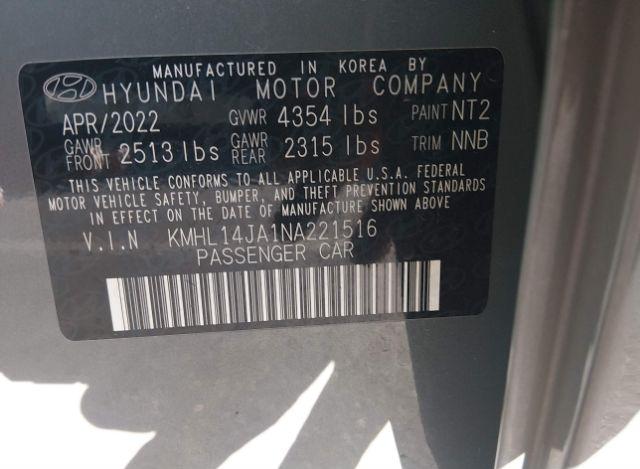 MANUFACTURED IN KOREA BY
HYUNDAI MOTOR COMPANY
APR/2022 GVWR 4354 lbs PAINT NT2
GAWR FRONT 2513 lbs GAWR REAR 2315 lbs TRIM NNB
THIS VEHICLE CONFORMS TO ALL APPLICABLE U.S.A. FEDERAL
MOTOR VEHICLE SAFETY, BUMPER, AND THEFT PREVENTION STANDARDS
IN EFFECT ON THE DATE OF MANUFACTURE SHOWN ABOVE.
V.I.N KMHL14JA1NA221516
PASSENGER CAR